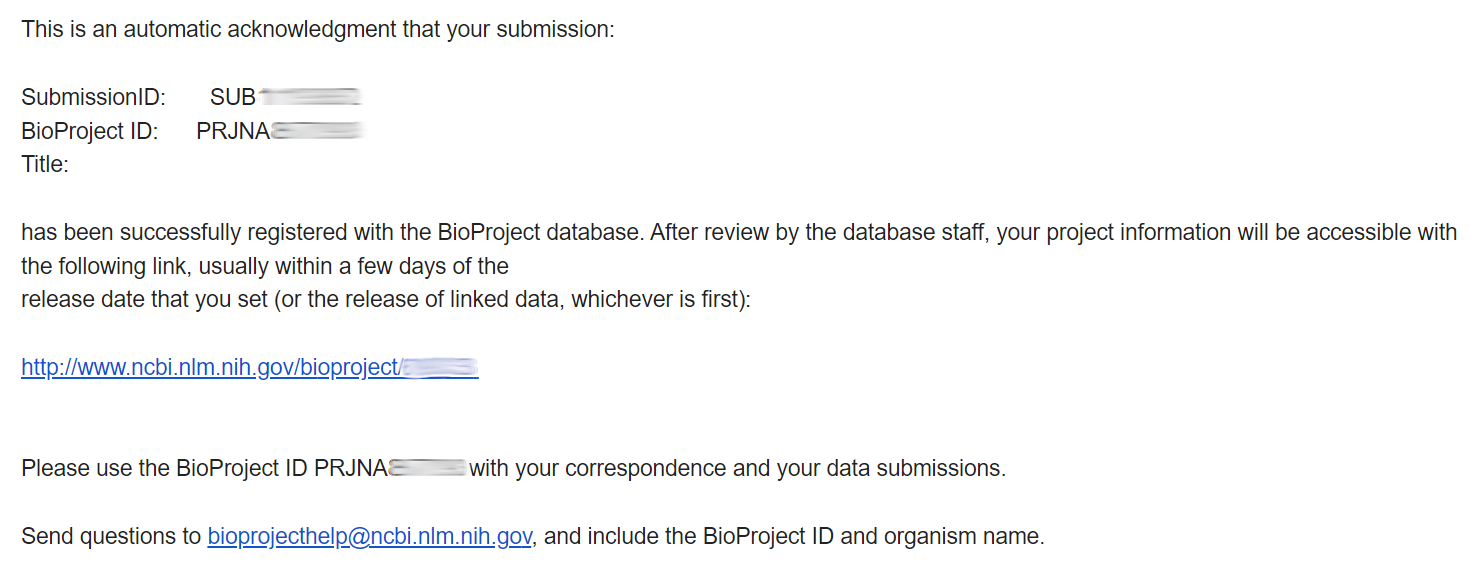 This is an automatic acknowledgment that your submission:
SubmissionID: SUB
BioProject ID: PRJNA
Title:
has been successfully registered with the BioProject database. After review by the database staff, your project information will be accessible with
the following link, usually within a few days of the
release date that you set (or the release of linked data, whichever is first):
http://www.ncbi.nlm.nih.gov/bioproject/
Please use the BioProject ID PRJNA with your correspondence and your data submissions.
Send questions to bioprojecthelp@ncbi.nlm.nih.gov, and include the BioProject ID and organism name.